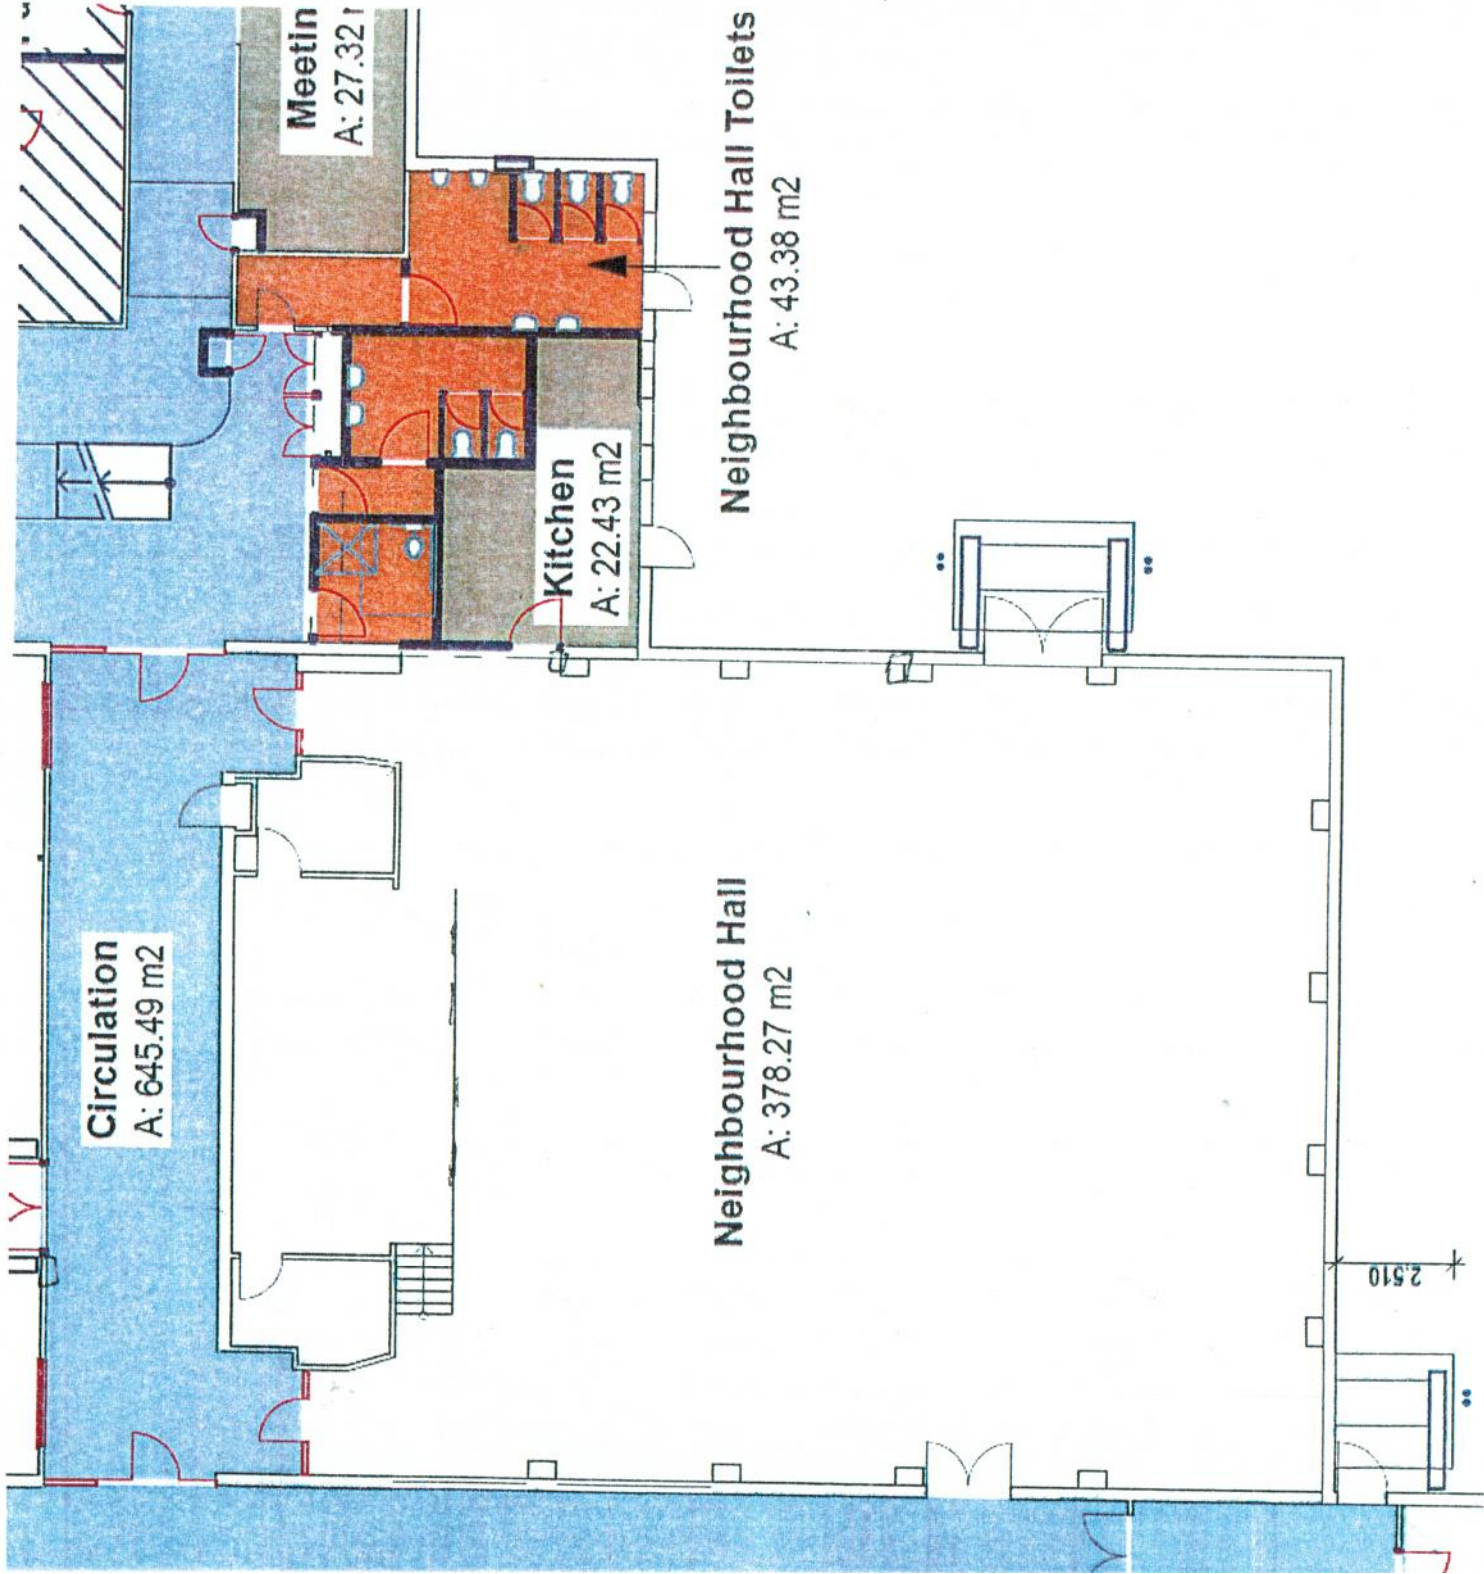 Meetin
A: 27.32
Neighbourhood Hall Toilets
A: 43.38 m2
Kitchen
A: 22.43 m2
Circulation
A: 645.49 m2
Neighbourhood Hall
A: 378.27 m2
2.510